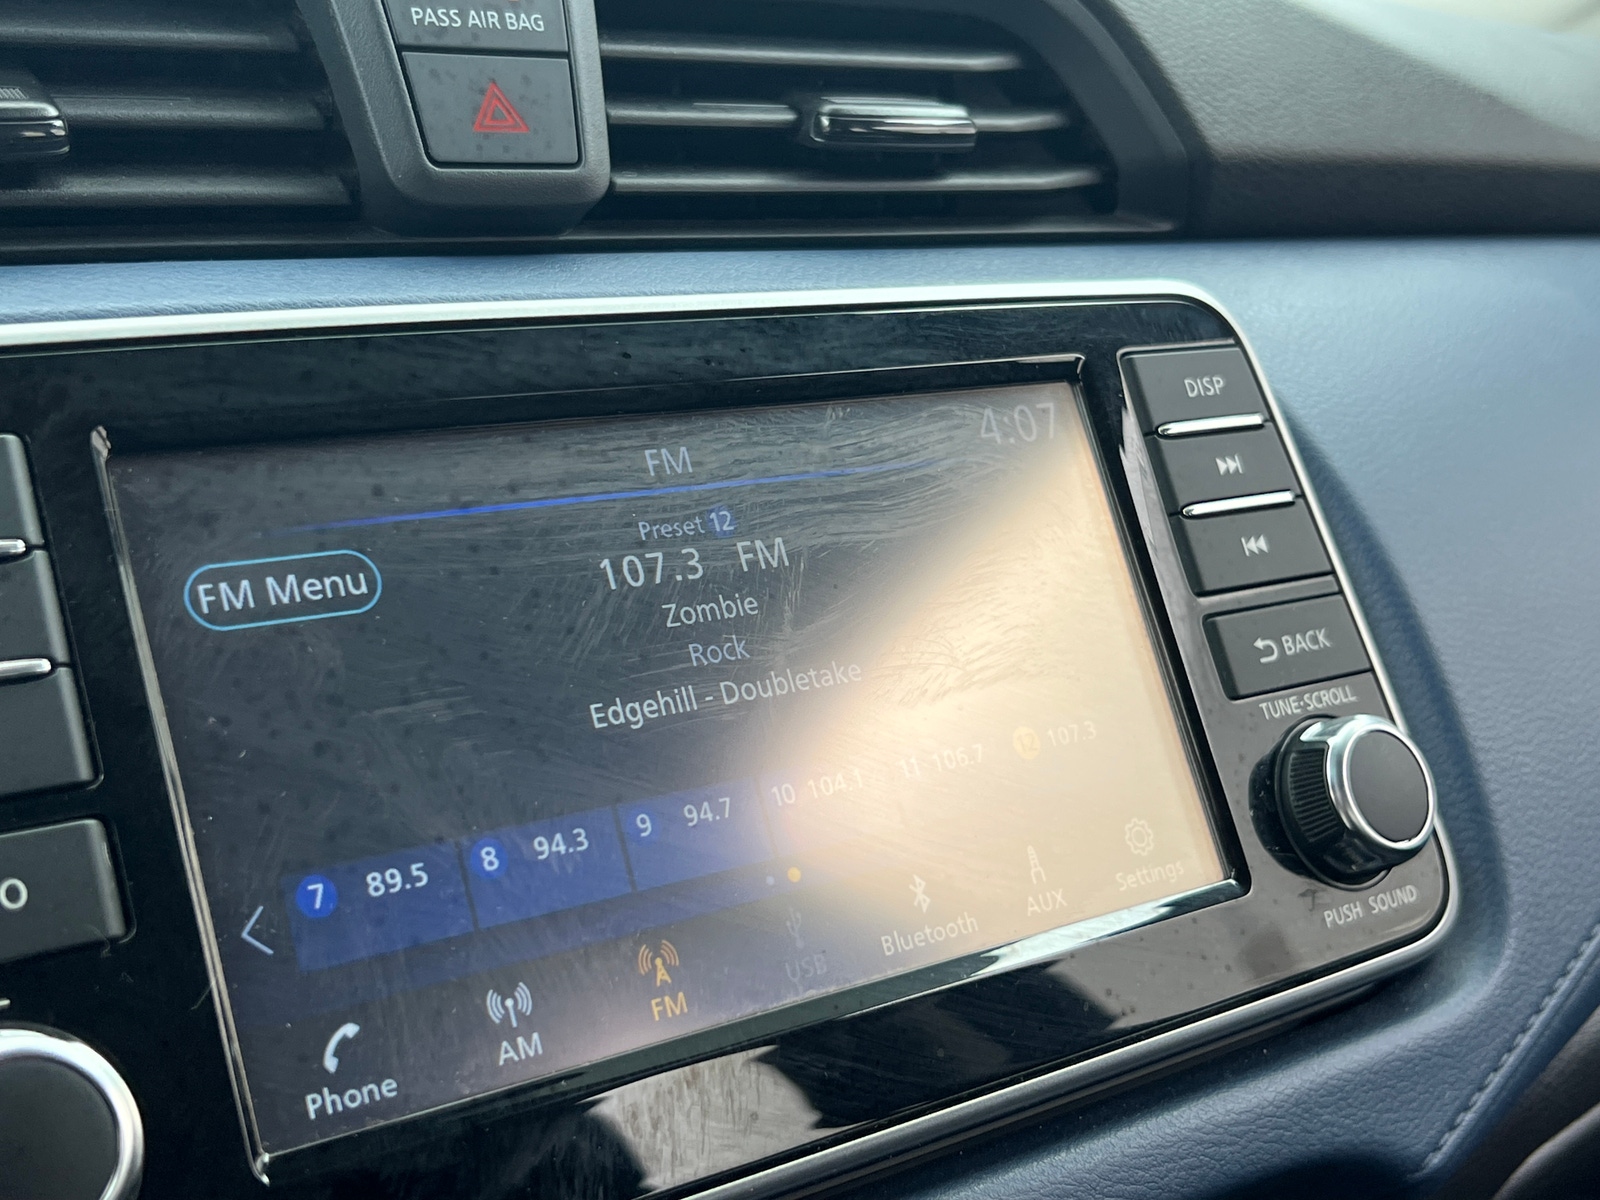 PASS AIR BAG
4:07
FM
Preset 12
107.3 FM
FM Menu
Zombie
Rock
Edgehill - Doubletake
7 89.5 8 94.3 9 94.7 10 104.1 11 106.7 12 107.3
Phone AM FM USB Bluetooth AUX Settings
DISP
BACK
TUNE·SCROLL
PUSH SOUND